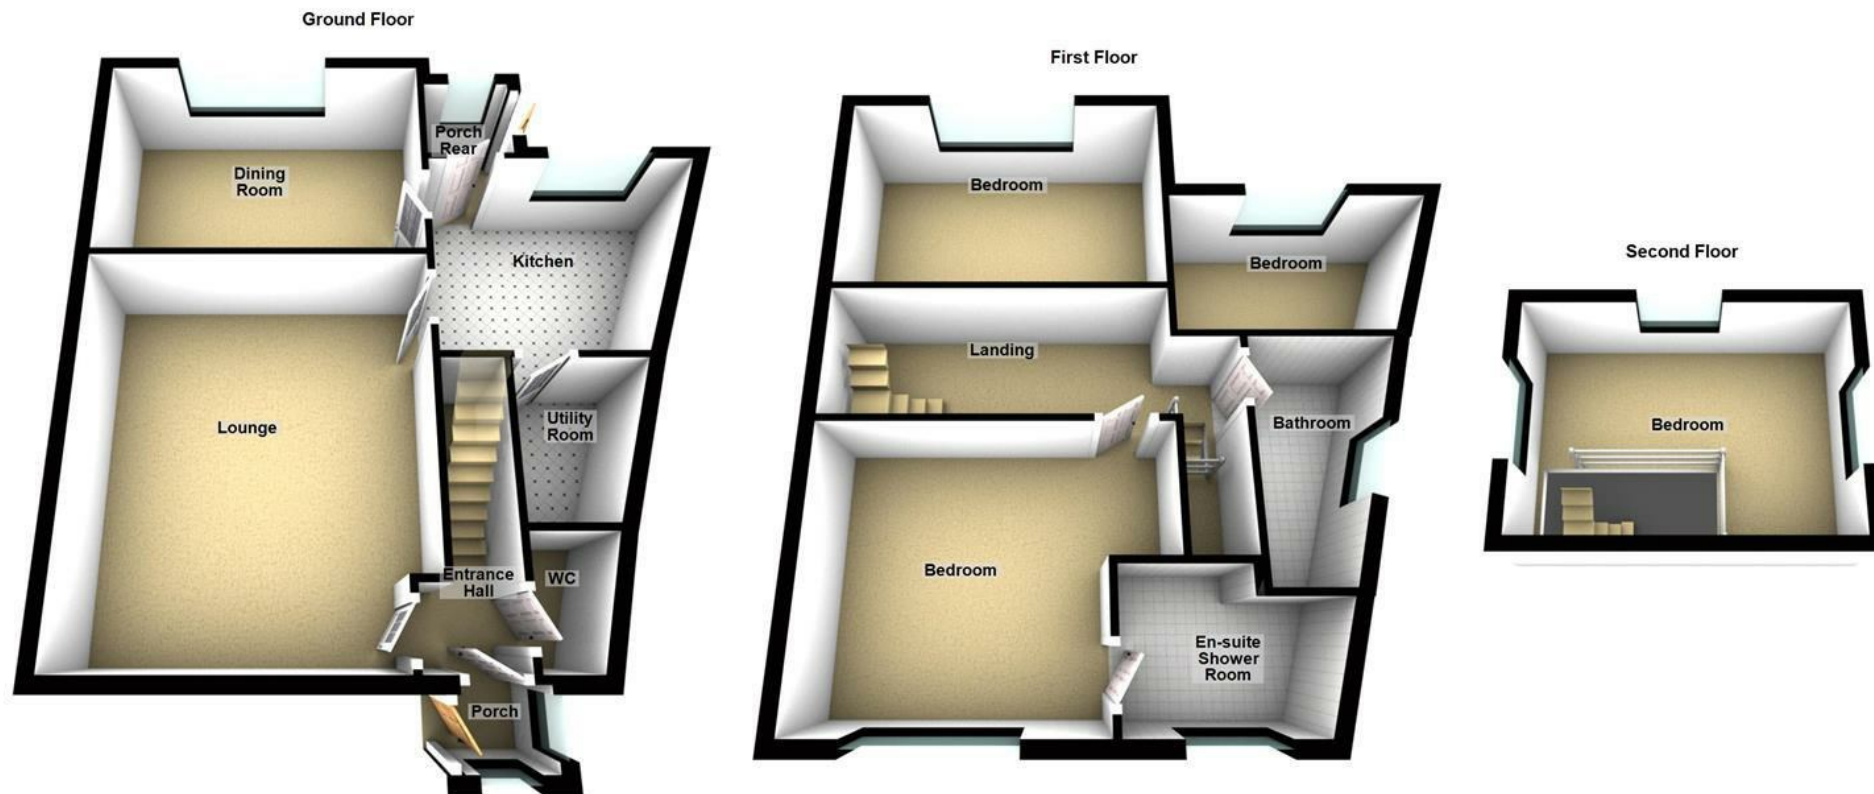 Ground Floor
Porch
Rear
Dining
Room
Kitchen
Lounge
Utility
Room
Entrance
Hall
WC
Porch
First Floor
Bedroom
Bedroom
Landing
Bathroom
Bedroom
En-suite
Shower
Room
Second Floor
Bedroom